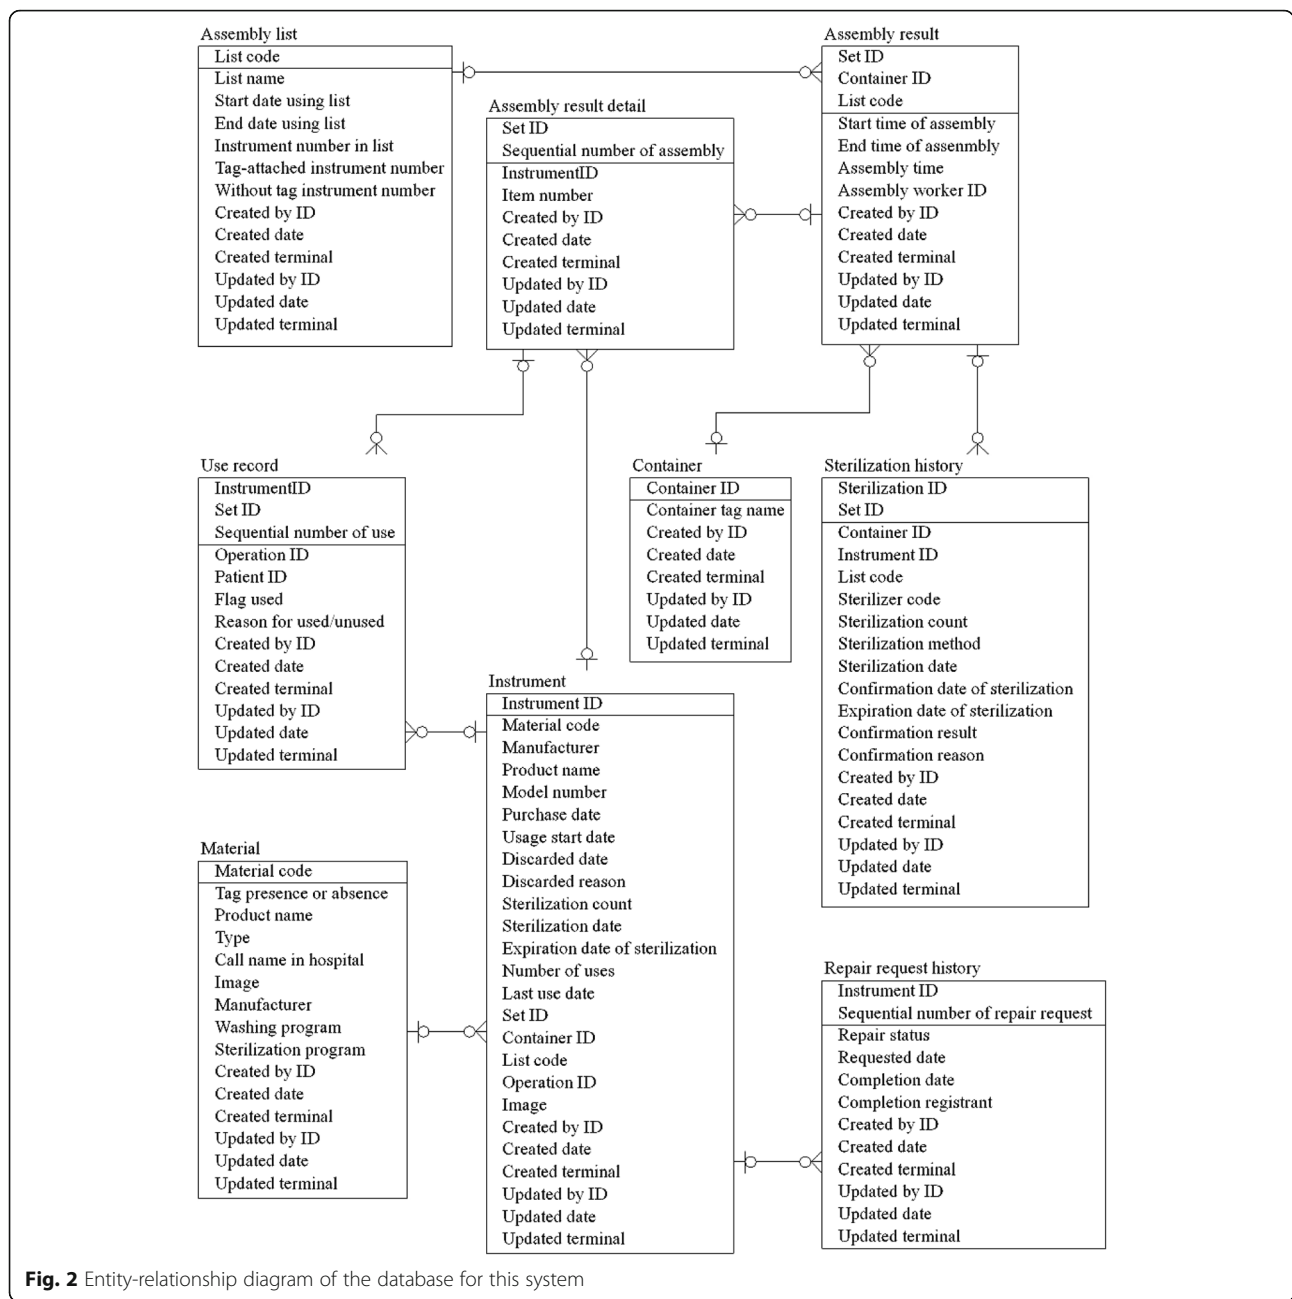 Assembly list
List code
List name
Start date using list
End date using list
Instrument number in list
Tag-attached instrument number
Without tag instrument number
Created by ID
Created date
Created terminal
Updated by ID
Updated date
Updated terminal
Assembly result detail
Set ID
Sequential number of assembly
InstrumentID
Item number
Created by ID
Created date
Created terminal
Updated by ID
Updated date
Updated terminal
Assembly result
Set ID
Container ID
List code
Start time of assembly
End time of assenmbly
Assembly time
Assembly worker ID
Created by ID
Created date
Created terminal
Updated by ID
Updated date
Updated terminal
Use record
InstrumentID
Set ID
Sequential number of use
Operation ID
Patient ID
Flag used
Reason for used/unused
Created by ID
Created date
Created terminal
Updated by ID
Updated date
Updated terminal
Container
Container ID
Container tag name
Created by ID
Created date
Created terminal
Updated by ID
Updated date
Updated terminal
Sterilization history
Sterilization ID
Set ID
Container ID
Instrument ID
List code
Sterilizer code
Sterilization count
Sterilization method
Sterilization date
Confirmation date of sterilization
Expiration date of sterilization
Confirmation result
Confirmation reason
Created by ID
Created date
Created terminal
Updated by ID
Updated date
Updated terminal
Material
Material code
Tag presence or absence
Product name
Type
Call name in hospital
Image
Manufacturer
Washing program
Sterilization program
Created by ID
Created date
Created terminal
Updated by ID
Updated date
Updated terminal
Instrument
Instrument ID
Material code
Manufacturer
Product name
Model number
Purchase date
Usage start date
Discarded date
Discarded reason
Sterilization count
Sterilization date
Expiration date of sterilization
Number of uses
Last use date
Set ID
Container ID
List code
Operation ID
Image
Created by ID
Created date
Created terminal
Updated by ID
Updated date
Updated terminal
Repair request history
Instrument ID
Sequential number of repair request
Repair status
Requested date
Completion date
Completion registrant
Created by ID
Created date
Created terminal
Updated by ID
Updated date
Updated terminal
Fig. 2 Entity-relationship diagram of the database for this system